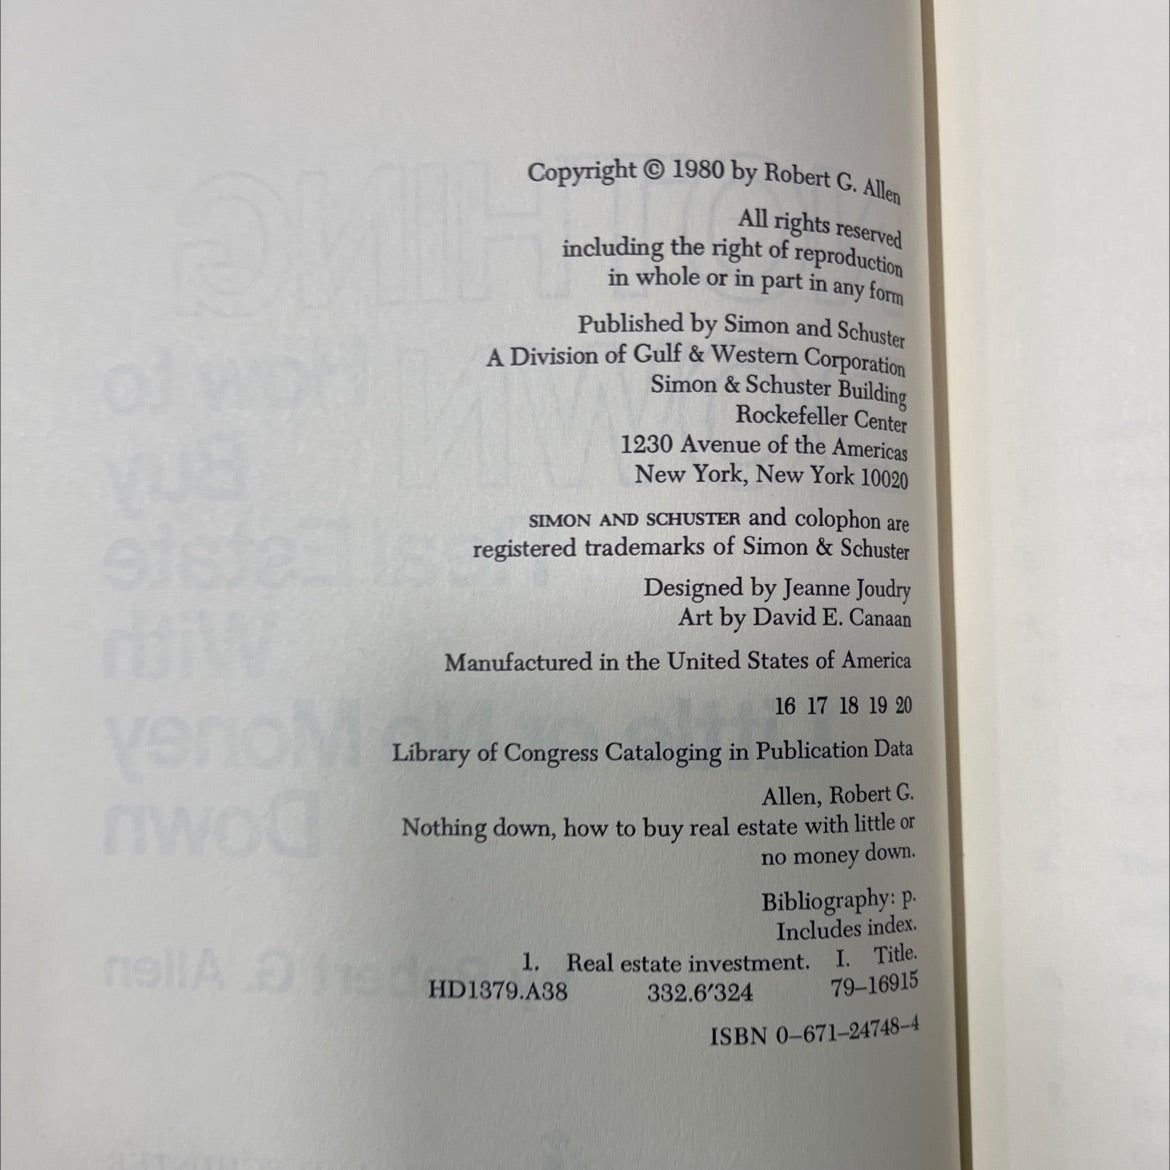 Copyright © 1980 by Robert G. Allen
All rights reserved
including the right of reproduction
in whole or in part in any form
Published by Simon and Schuster
A Division of Gulf & Western Corporation
Simon & Schuster Building
Rockefeller Center
1230 Avenue of the Americas
New York, New York 10020
SIMON AND SCHUSTER and colophon are
registered trademarks of Simon & Schuster
Designed by Jeanne Joudry
Art by David E. Canaan
Manufactured in the United States of America
16 17 18 19 20
Library of Congress Cataloging in Publication Data
Allen, Robert G.
Nothing down, how to buy real estate with little or
no money down.
Bibliography: p.
Includes index.
1. Real estate investment. I. Title.
HD1379.A38 332.6′324 79–16915
ISBN 0–671–24748–4